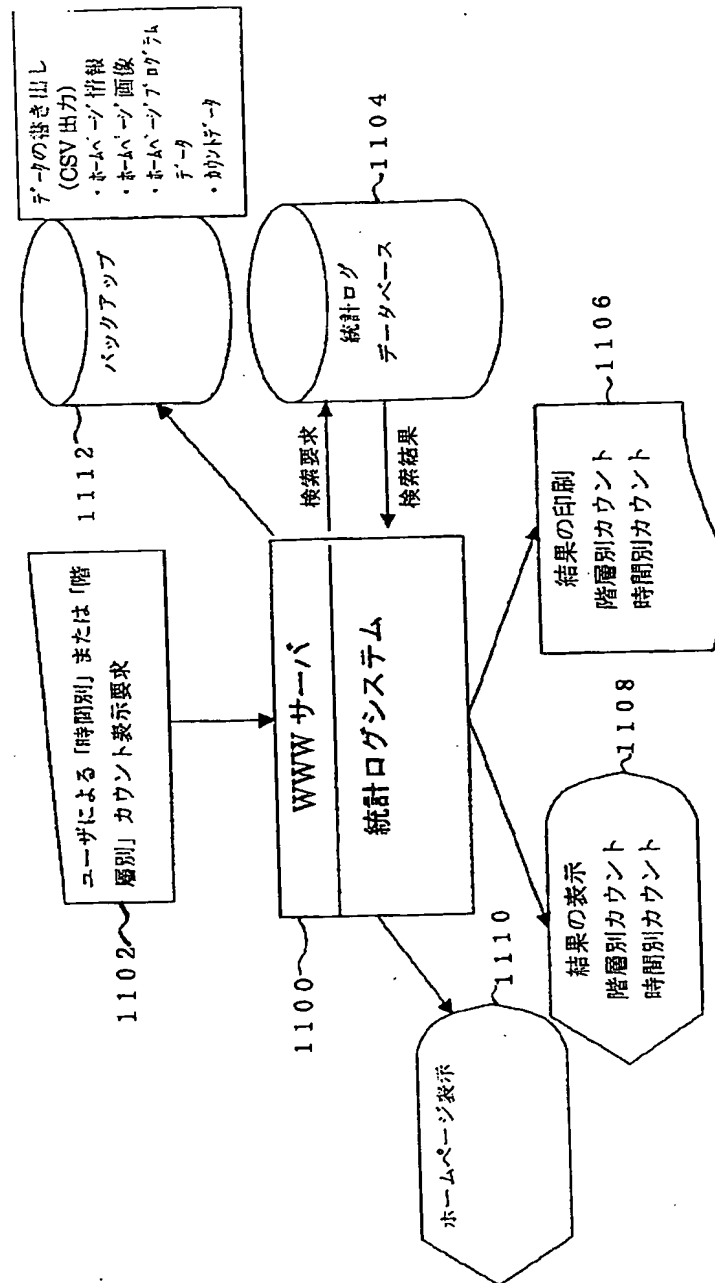 1102
ユーザによる「時間別」または「階
層別」カウント表示要求
1112
バックアップ
データの書き出し
(CSV 出力)
・ホームページ情報
・ホームページ画像
・ホームページプログラム
データ
・カウントデータ
1100
WWW サーバ
統計ログシステム
検索要求
検索結果
統計ログ
データベース
1104
1110
ホームページ表示
1108
結果の表示
階層別カウント
時間別カウント
1106
結果の印刷
階層別カウント
時間別カウント